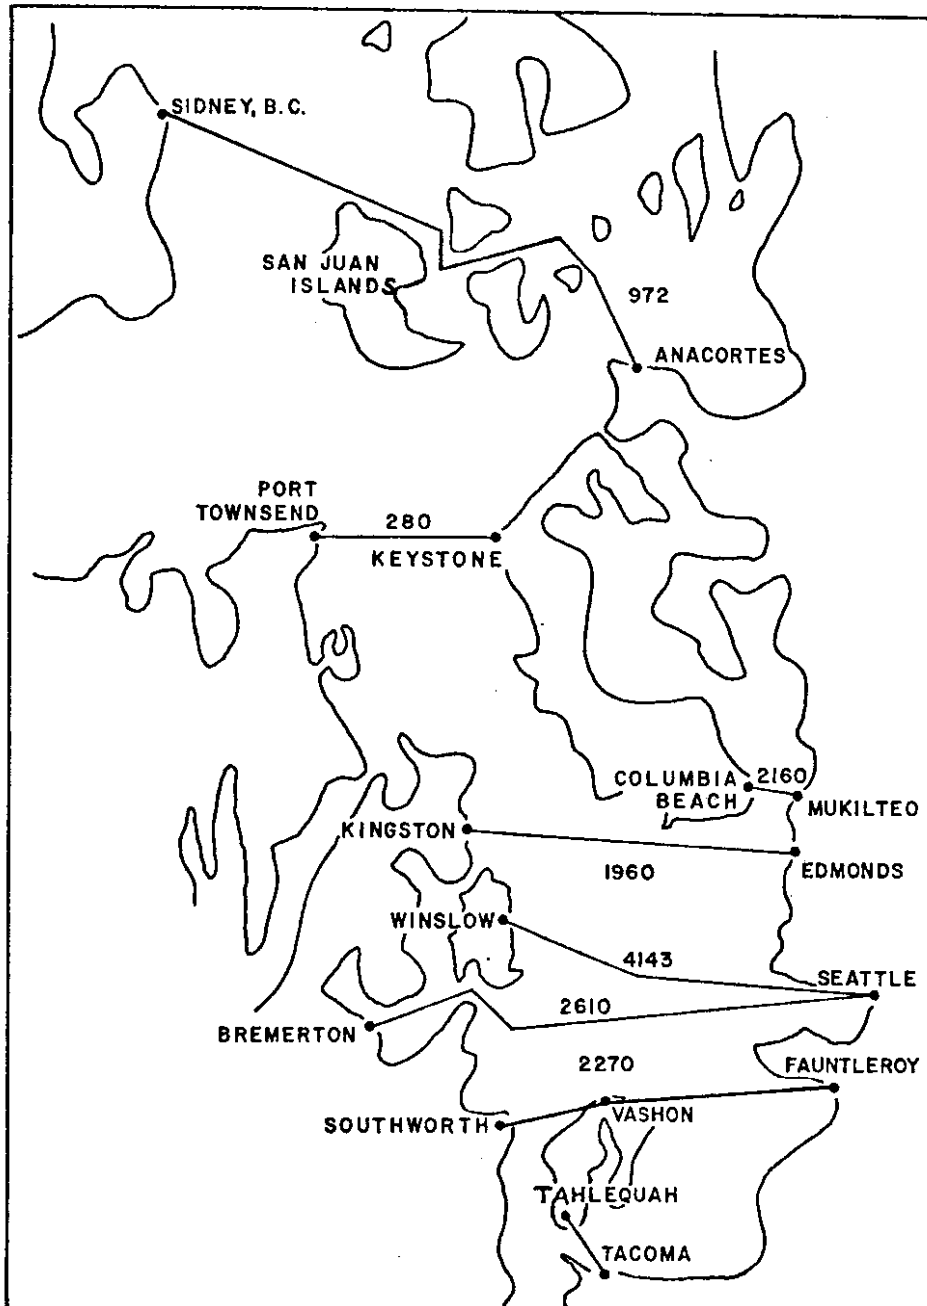 SIDNEY, B.C.
SAN JUAN
ISLANDS
972
ANACORTES
PORT
TOWNSEND
280
KEYSTONE
COLUMBIA
BEACH
2160
MUKILTEO
KINGSTON
1960
EDMONDS
WINSLOW
4143
SEATTLE
2610
BREMERTON
2270
FAUNTLEROY
SOUTHWORTH
VASHON
TAHLEQUAH
TACOMA